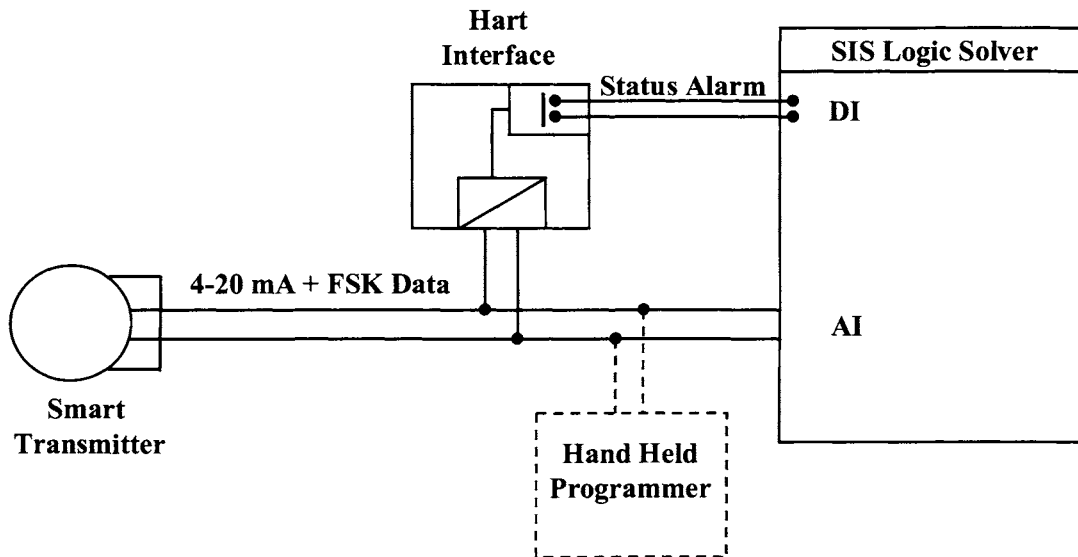 Hart
Interface
SIS Logic Solver
Status Alarm
DI
4-20 mA + FSK Data
AI
Smart
Transmitter
Hand Held
Programmer